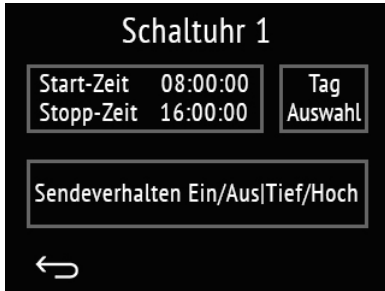 Schaltuhr 1
Start-Zeit 08:00:00
Stopp-Zeit 16:00:00
Tag
Auswahl
Sendeverhalten Ein/Aus|Tief/Hoch